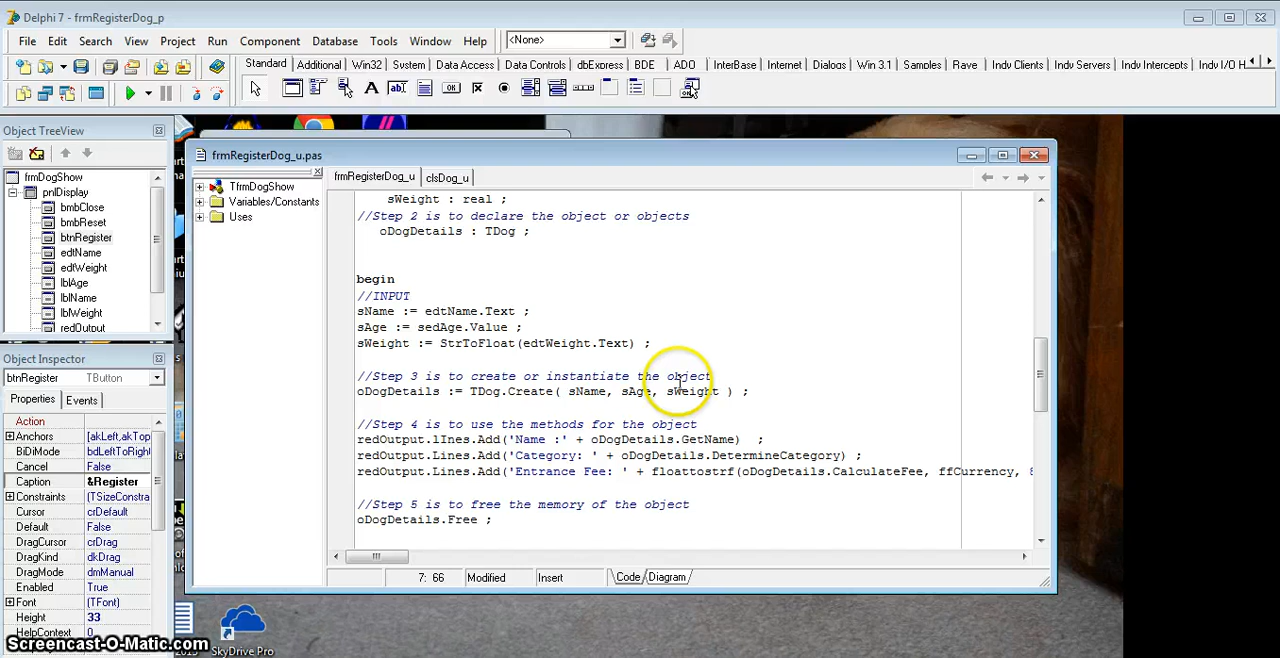 Delphi 7 - frmRegisterDog_p
File Edit Search View Project Run Component Database Tools Window Help <None>
Standard Additional Win32 System Data Access Data Controls dbExpress BDE ADO InterBase Internet Dialogs Win 3.1 Samples Rave Indy Clients Indy Servers Indy Intercepts Indy I/O H
Object TreeView
frmDogShow
pnlDisplay
bmbClose
bmbReset
btnRegister
edtName
edtWeight
lblAge
lblName
lblWeight
redOutput
Object Inspector
btnRegister TButton
Properties Events
Action
Anchors [akLeft,akTop
BiDiMode bdLeftToRigh
Cancel False
Caption &Register
Constraints (TSizeConstra
Cursor crDefault
Default False
DragCursor crDrag
DragKind dkDrag
DragMode dmManual
Enabled True
Font (TFont)
Height 33
HelpContext 0
frmRegisterDog_u.pas
TfrmDogShow
Variables/Constants
Uses
frmRegisterDog_u clsDog_u
sWeight : real ;
//Step 2 is to declare the object or objects
oDogDetails : TDog ;
begin
//INPUT
sName := edtName.Text ;
sAge := sedAge.Value ;
sWeight := StrToFloat(edtWeight.Text) ;
//Step 3 is to create or instantiate the object
oDogDetails := TDog.Create( sName, sAge, sWeight ) ;
//Step 4 is to use the methods for the object
redOutput.lInes.Add('Name :' + oDogDetails.GetName) ;
redOutput.Lines.Add('Category: ' + oDogDetails.DetermineCategory) ;
redOutput.Lines.Add('Entrance Fee: ' + floattostrf(oDogDetails.CalculateFee, ffCurrency,
//Step 5 is to free the memory of the object
oDogDetails.Free ;
7: 66 Modified Insert Code Diagram
SkyDrive Pro
Screencast-O-Matic.com